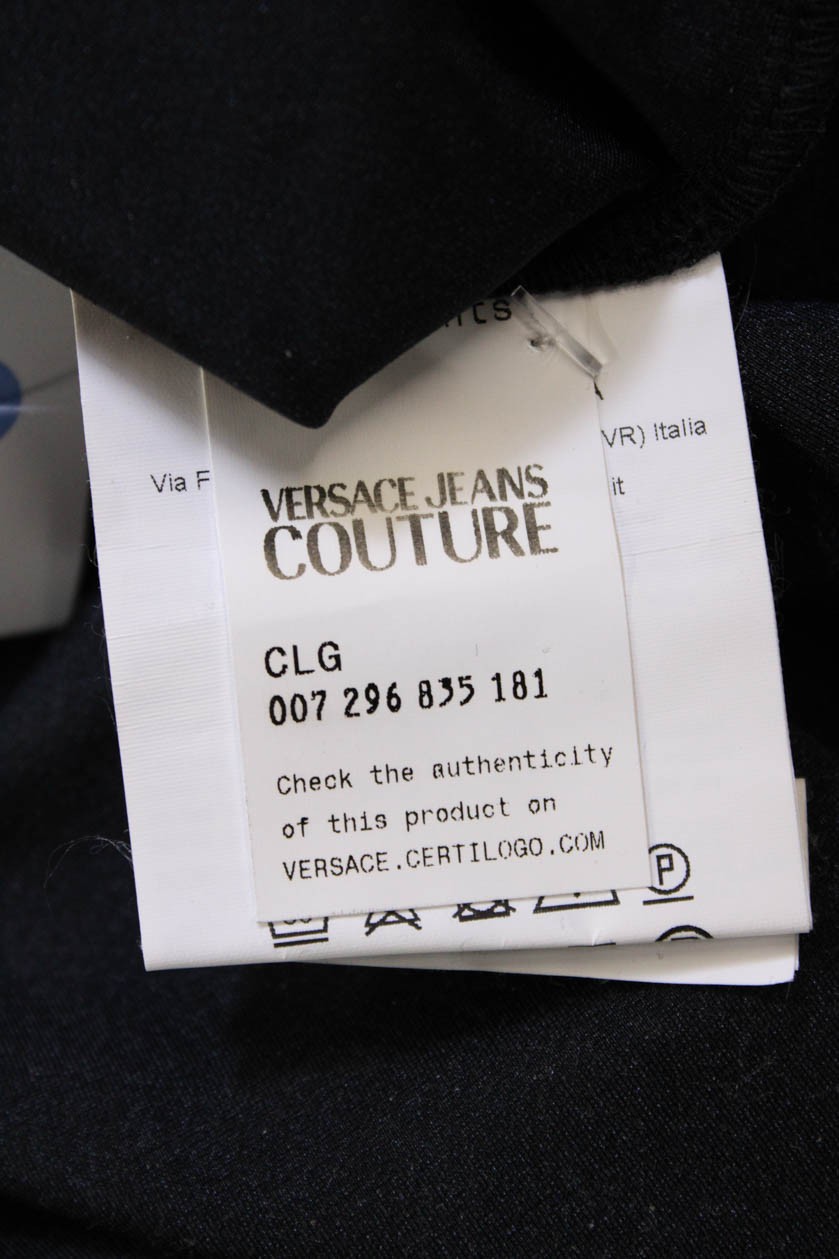 VR) Italia
Via F
it
VERSACE JEANS
COUTURE
CLG
007 296 835 181
Check the authenticity
of this product on
VERSACE.CERTILOGO.COM
P